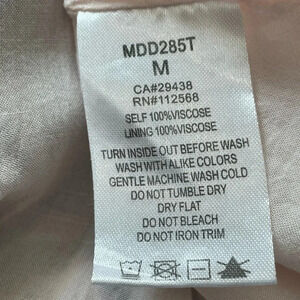 MDD285T
M
CA#29438
RN#112568
SELF 100%VISCOSE
LINING 100%VISCOSE
TURN INSIDE OUT BEFORE WASH
WASH WITH ALIKE COLORS
GENTLE MACHINE WASH COLD
DO NOT TUMBLE DRY
DRY FLAT
DO NOT BLEACH
DO NOT IRON TRIM